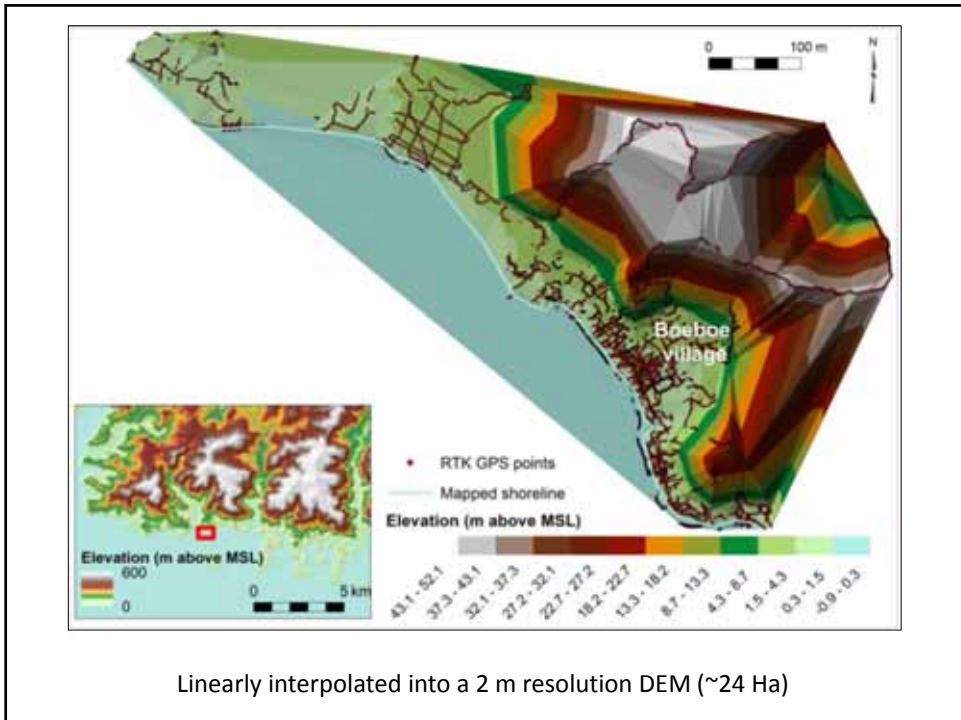 0 100 m
N
Boeboe
village
RTK GPS points
Mapped shoreline
Elevation (m above MSL)
43.1 - 52.1
37.3 - 43.1
32.1 - 37.3
27.2 - 32.1
22.7 - 27.2
18.2 - 22.7
13.3 - 18.2
8.7 - 13.3
4.3 - 8.7
1.5 - 4.3
0.3 - 1.5
-0.9 - 0.3
Elevation (m above MSL)
600
0
0 5 km
Linearly interpolated into a 2 m resolution DEM (~24 Ha)